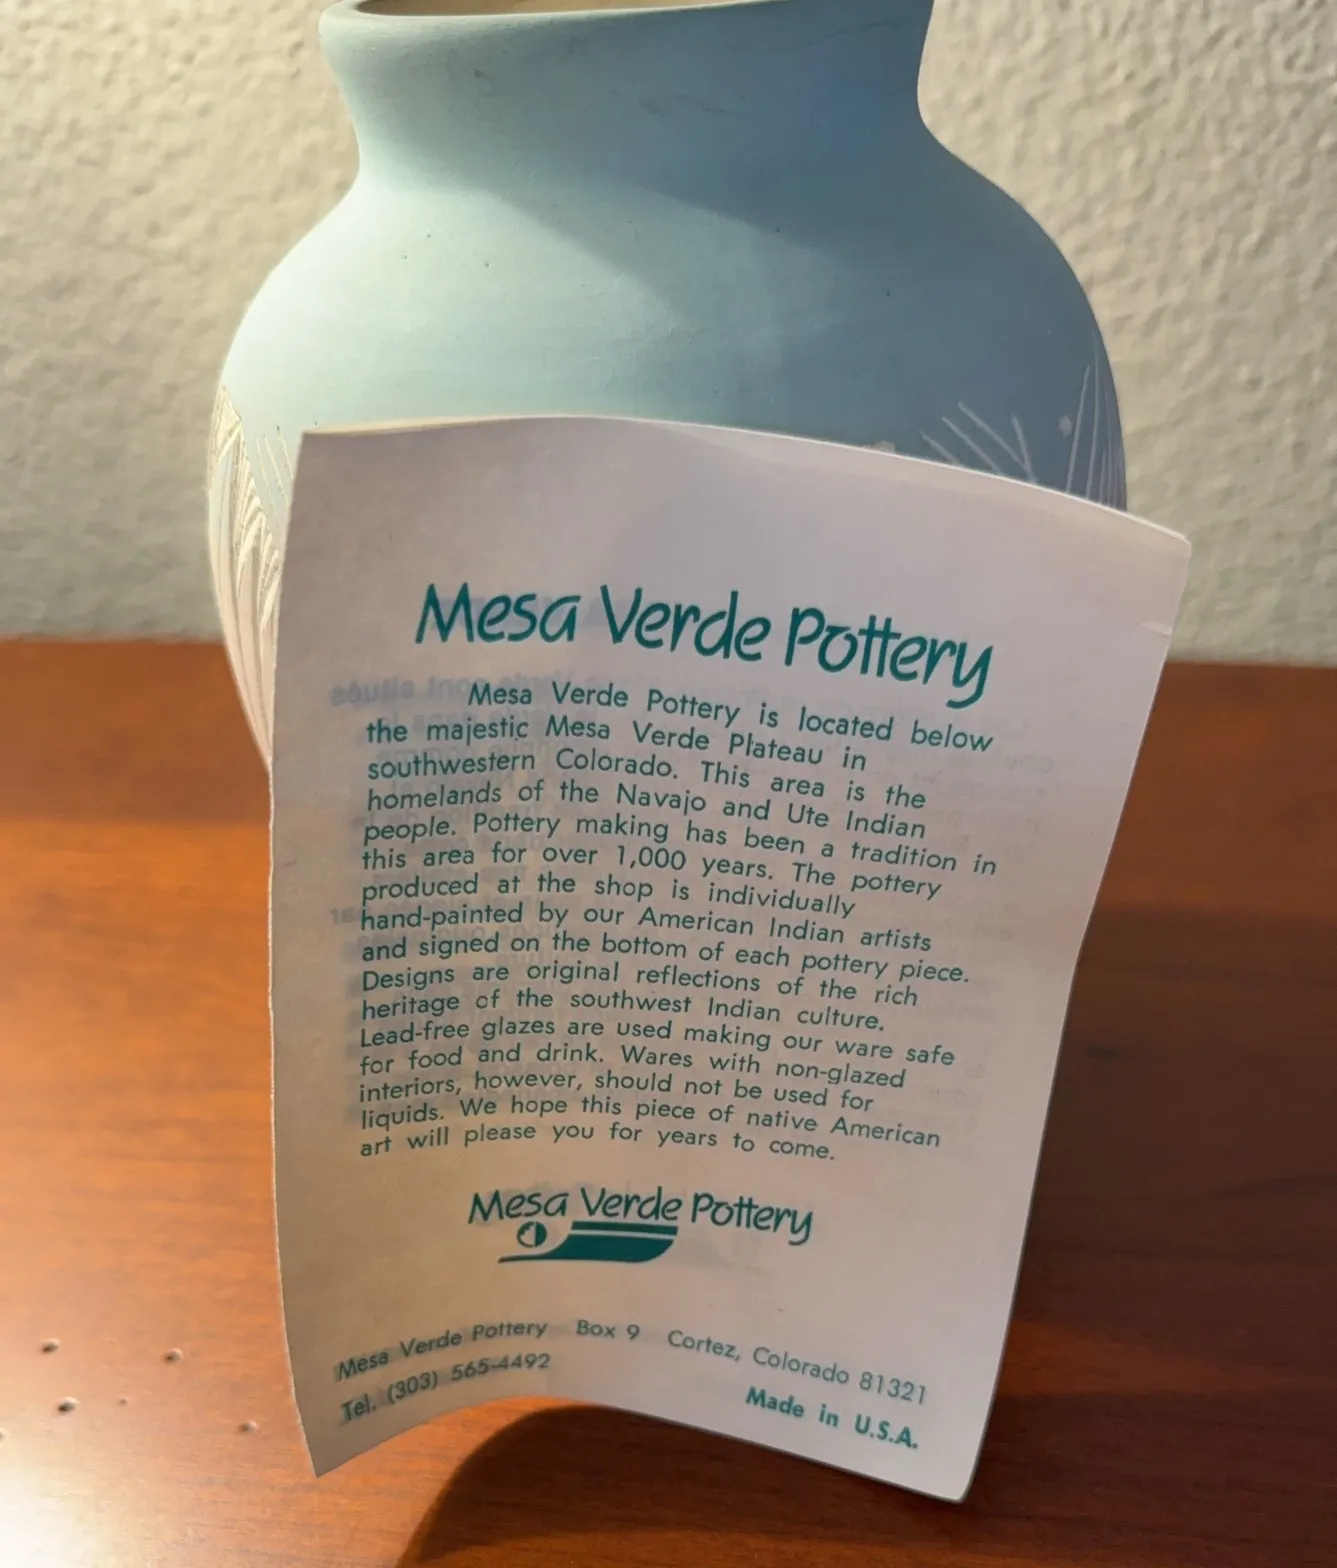 Mesa Verde Pottery
Mesa Verde Pottery is located below
the majestic Mesa Verde Plateau in
southwestern Colorado. This area is the
homelands of the Navajo and Ute Indian
people. Pottery making has been a tradition in
this area for over 1,000 years. The pottery
produced at the shop is individually
hand-painted by our American Indian artists
and signed on the bottom of each pottery piece.
Designs are original reflections of the rich
heritage of the southwest Indian culture.
Lead-free glazes are used making our ware safe
for food and drink. Wares with non-glazed
interiors, however, should not be used for
liquids. We hope this piece of native American
art will please you for years to come.
Mesa Verde Pottery
Mesa Verde Pottery Box 9 Cortez, Colorado 81321
Tel. (303) 565-4492
Made in U.S.A.